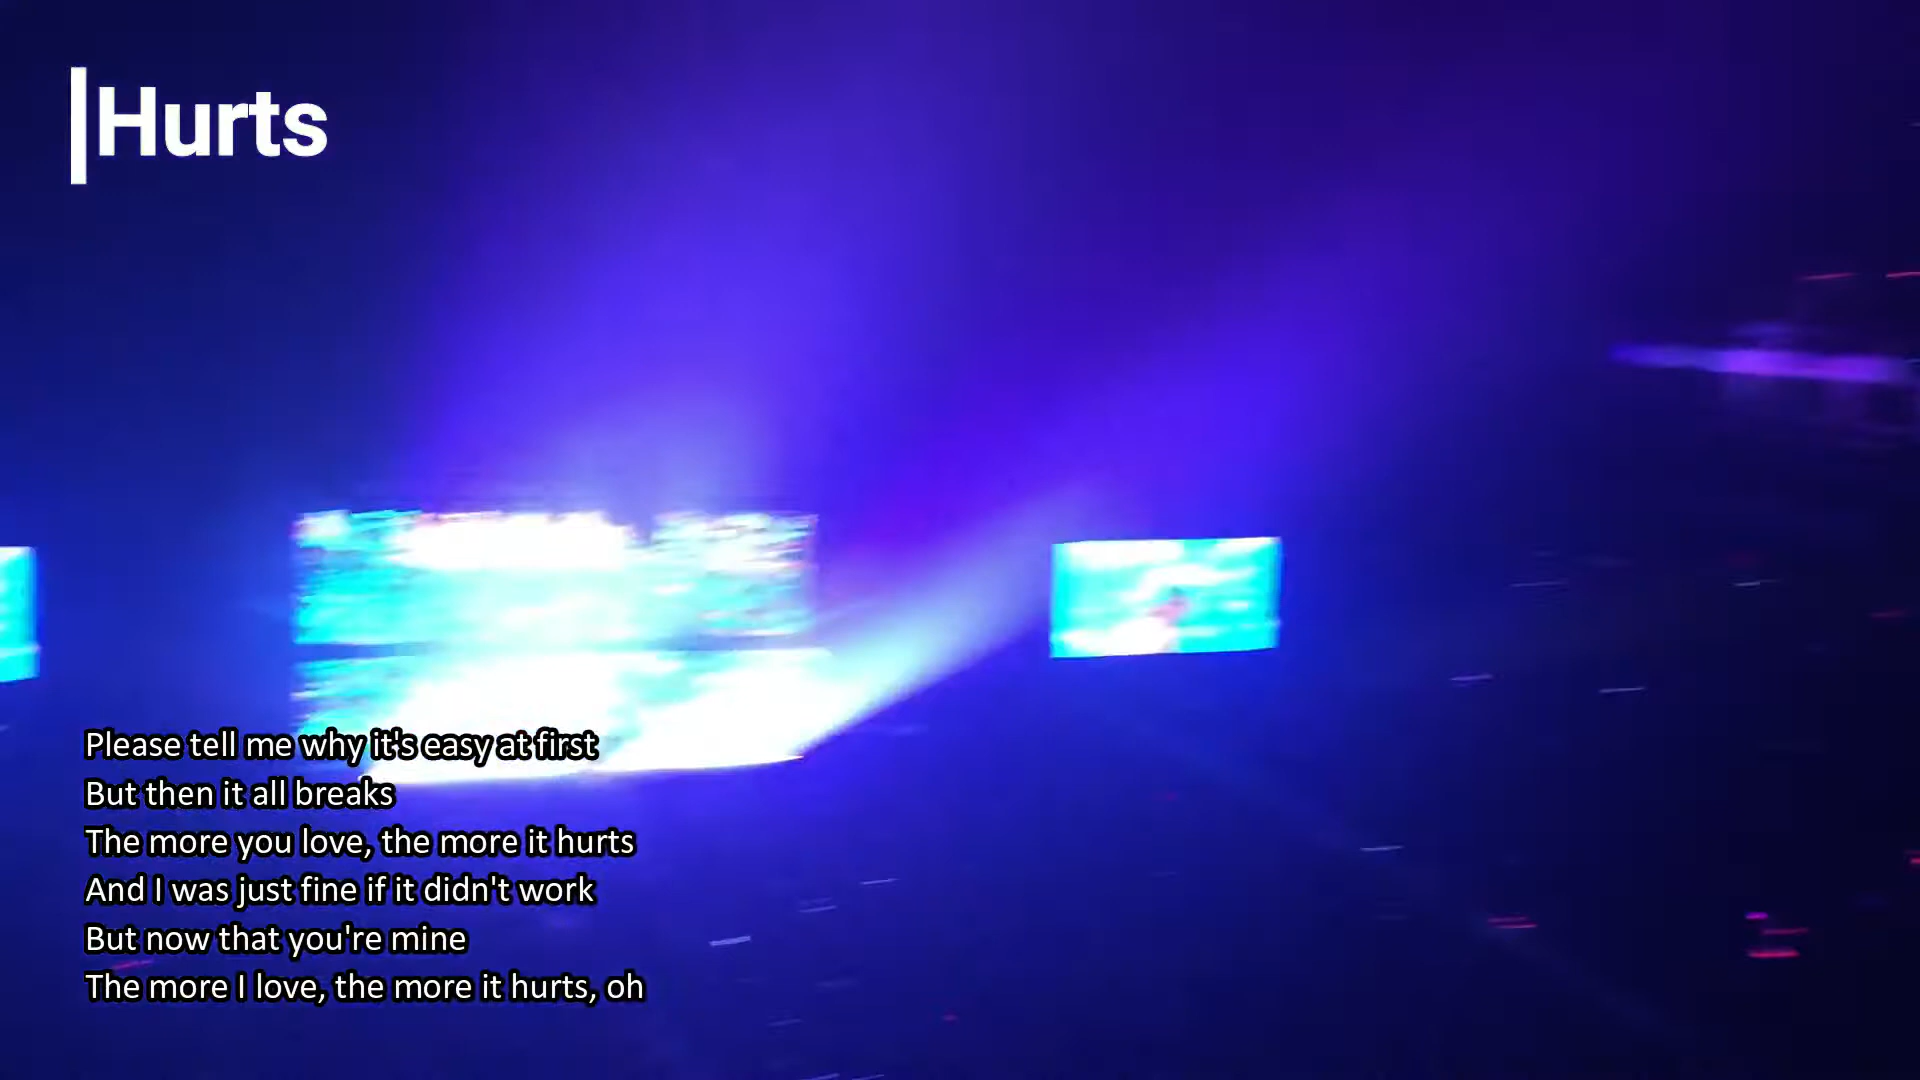 Hurts
Please tell me why it's easy at first
But then it all breaks
The more you love, the more it hurts
And I was just fine if it didn't work
But now that you're mine
The more I love, the more it hurts, oh